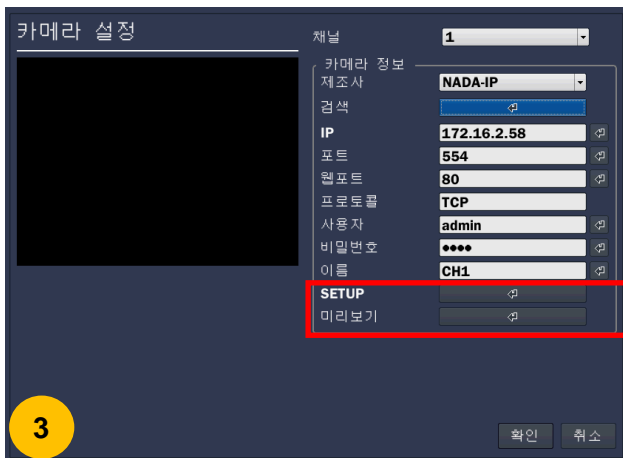 카메라 설정
채널 1
카메라 정보
제조사 NADA-IP
검색
IP 172.16.2.58
포트 554
웹포트 80
프로토콜 TCP
사용자 admin
비밀번호 ●●●●
이름 CH1
SETUP
미리보기
3
확인 취소